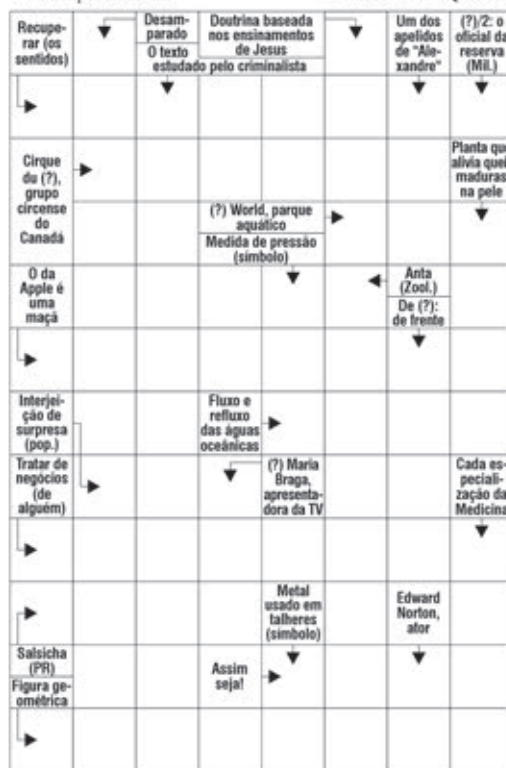 Recupe-
rar (os
sentidos)
Desam-
parado
O texto
estudado pelo criminalista
Doutrina baseada
nos ensinamentos
de Jesus
Um dos
apelidos
de "Ale-
xandre"
(?)/2: o
oficial da
reserva
(Mil.)
Cirque
du (?),
grupo
circense
do
Canadá
Planta que
alivia quei-
maduras
na pele
(?) World, parque
aquático
Medida de pressão
(símbolo)
O da
Apple é
uma
maçã
Anta
(Zool.)
De (?):
de frente
Interjei-
ção de
surpresa
(pop.)
Fluxo e
refluxo
das águas
oceânicas
Tratar de
negócios
(de
alguém)
(?) Maria
Braga,
apresenta-
dora da TV
Cada es-
peciali-
zação da
Medicina
Metal
usado em
talheres
(símbolo)
Edward
Norton,
ator
Salsicha
(PR)
Figura ge-
ométrica
Assim
seja!